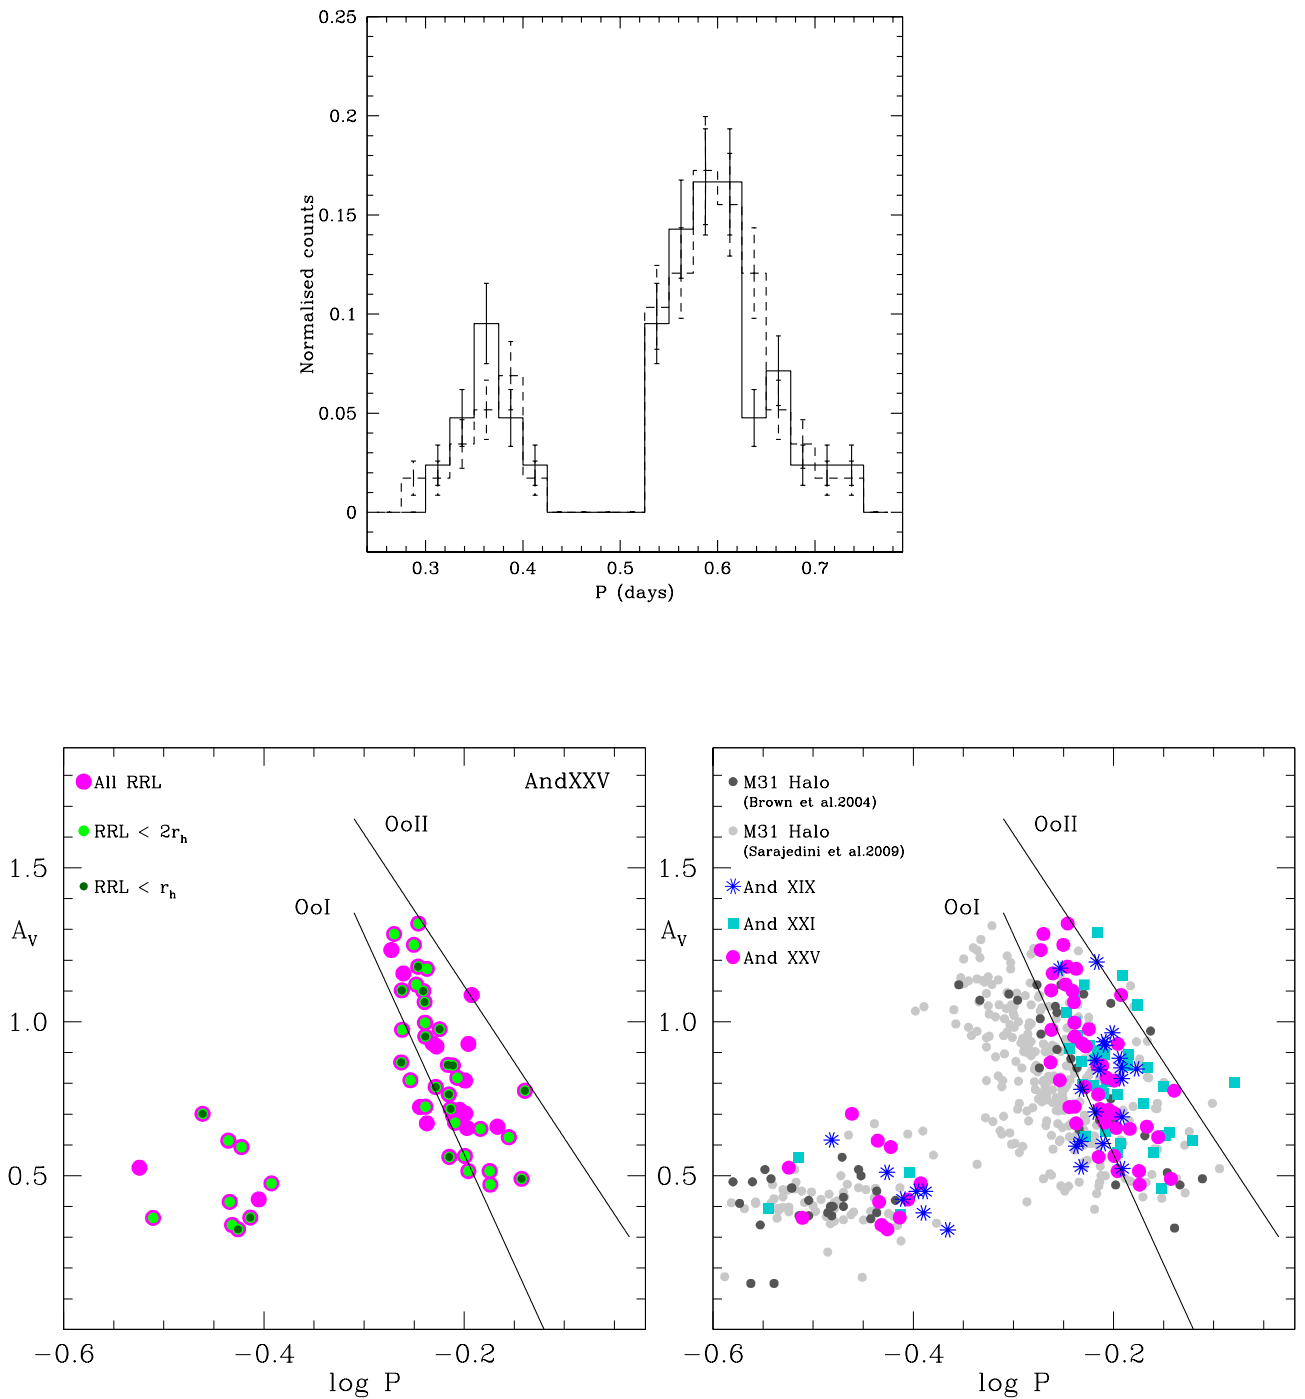 0.25
0.2
0.15
0.1
0.05
0
Normalised counts
0.3 0.4 0.5 0.6 0.7
P (days)
All RRL
AndXXV
RRL < 2r_h
RRL < r_h
OoII
OoI
1.5
1.0
0.5
A_V
−0.6 −0.4 −0.2
log P
M31 Halo
(Brown et al.2004)
M31 Halo
(Sarajedini et al.2009)
And XIX
And XXI
And XXV
OoII
OoI
1.5
1.0
0.5
A_V
−0.6 −0.4 −0.2
log P